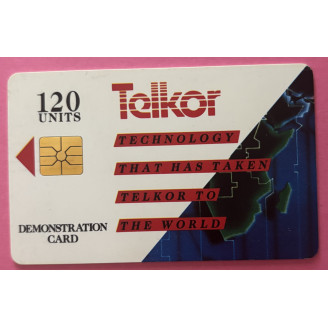 120
UNITS
Telkor
TECHNOLOGY
THAT HAS TAKEN
TELKOR TO
THE WORLD
DEMONSTRATION
CARD